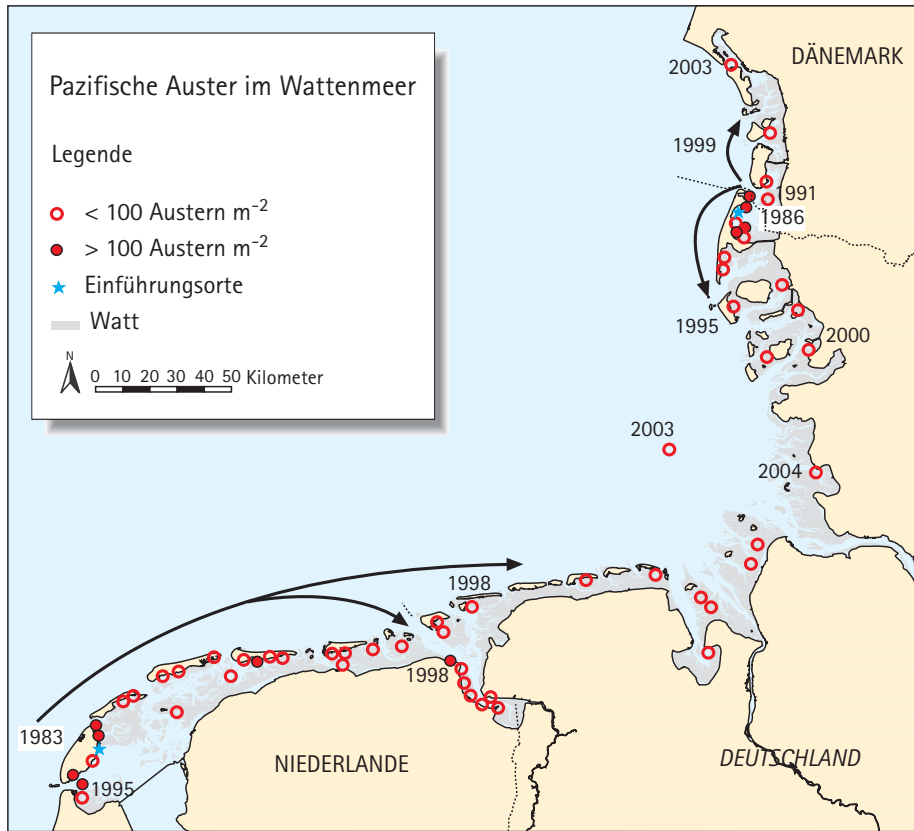 Pazifische Auster im Wattenmeer
Legende
< 100 Austern m⁻²
> 100 Austern m⁻²
Einführungsorte
Watt
N
0 10 20 30 40 50 Kilometer
DÄNEMARK
2003
1999
1991
1986
1995
2000
2003
2004
1998
1998
1983
NIEDERLANDE
DEUTSCHLAND
1995